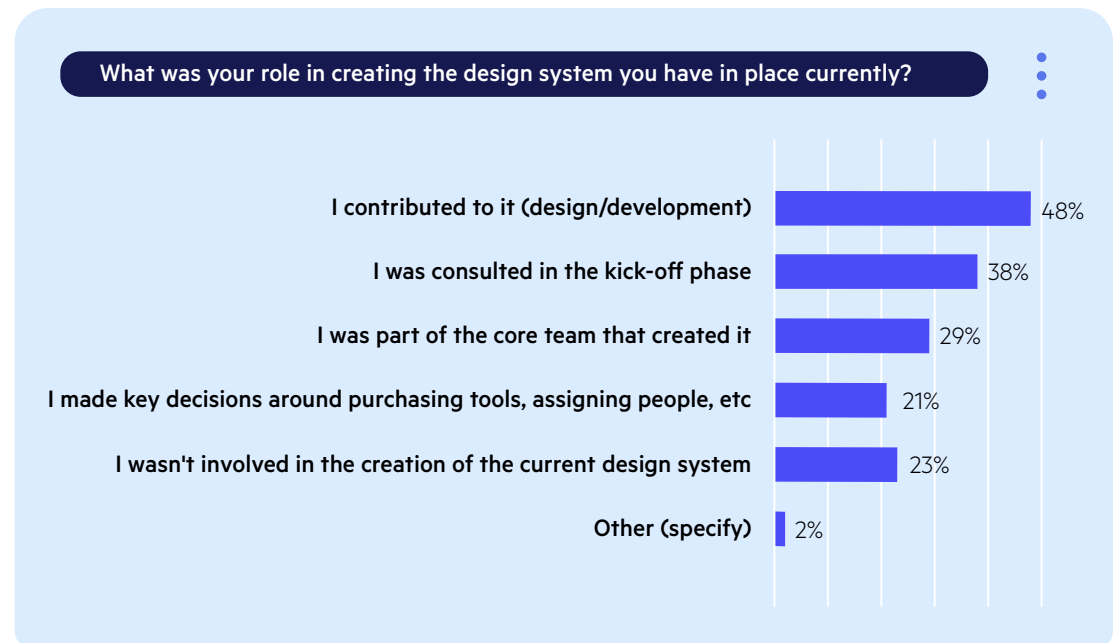 What was your role in creating the design system you have in place currently?
I contributed to it (design/development) 48%
I was consulted in the kick-off phase 38%
I was part of the core team that created it 29%
I made key decisions around purchasing tools, assigning people, etc 21%
I wasn't involved in the creation of the current design system 23%
Other (specify) 2%